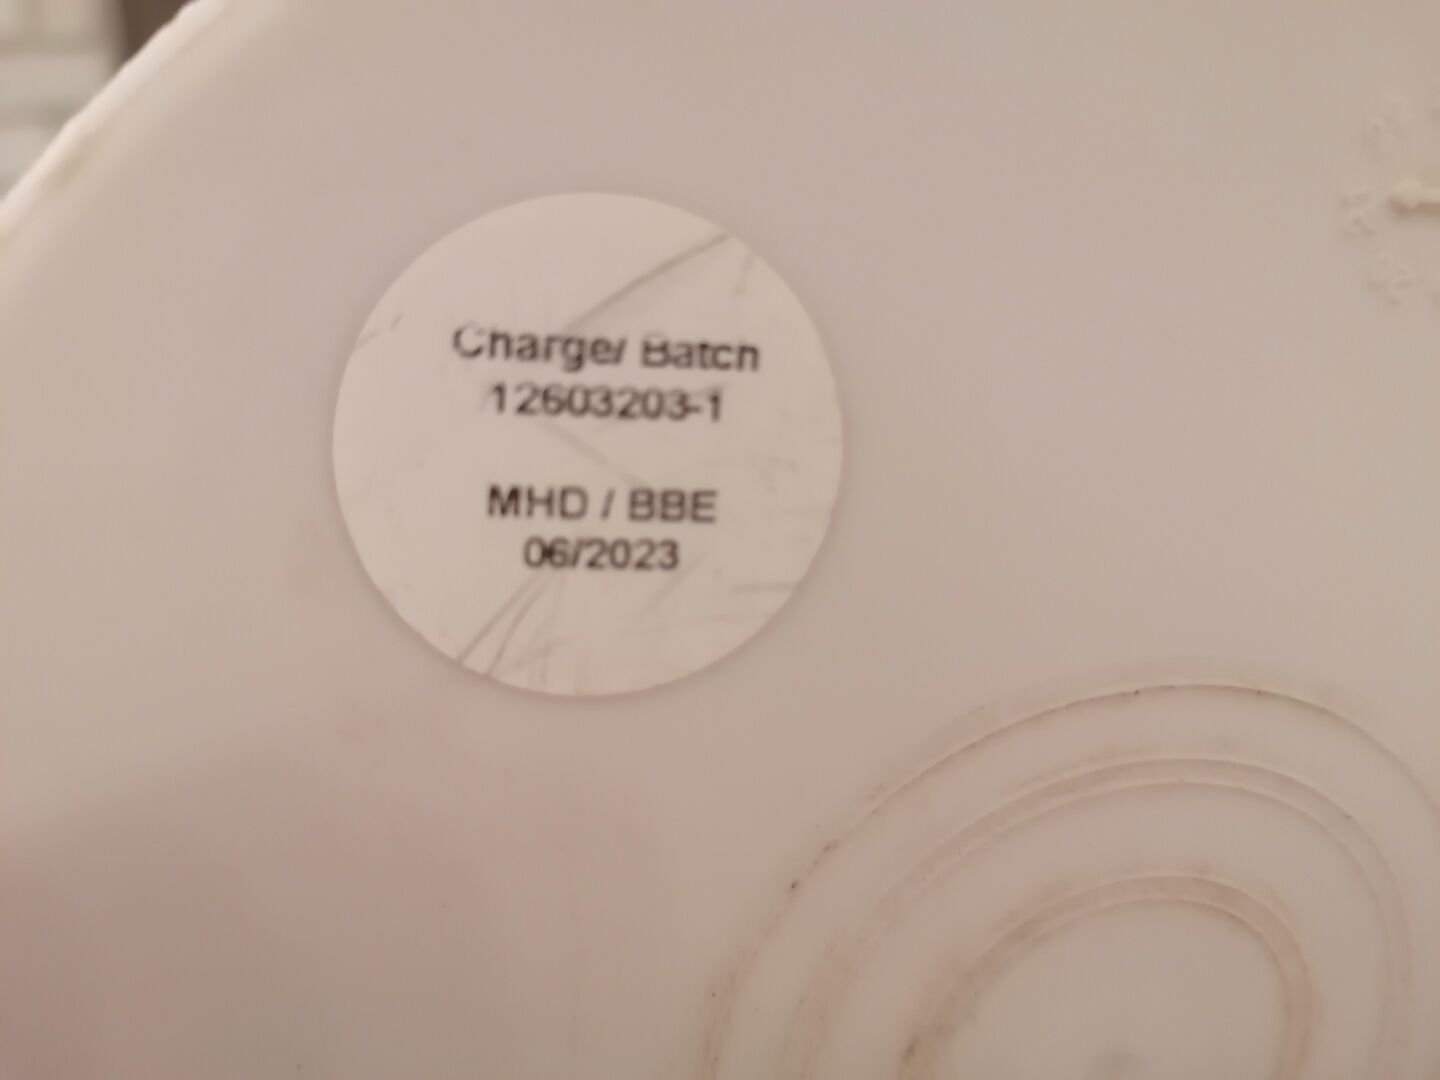 Charge/ Batch
12603203-1
MHD / BBE
06/2023